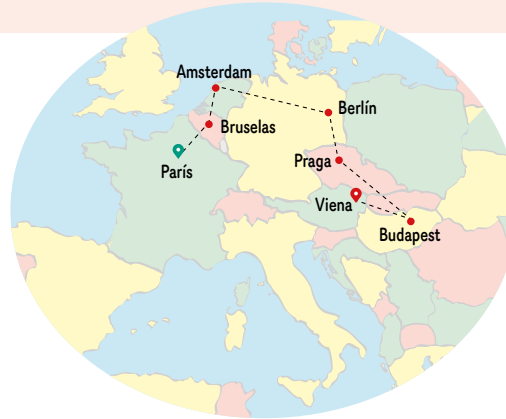 Amsterdam
Berlín
Bruselas
Praga
París
Viena
Budapest